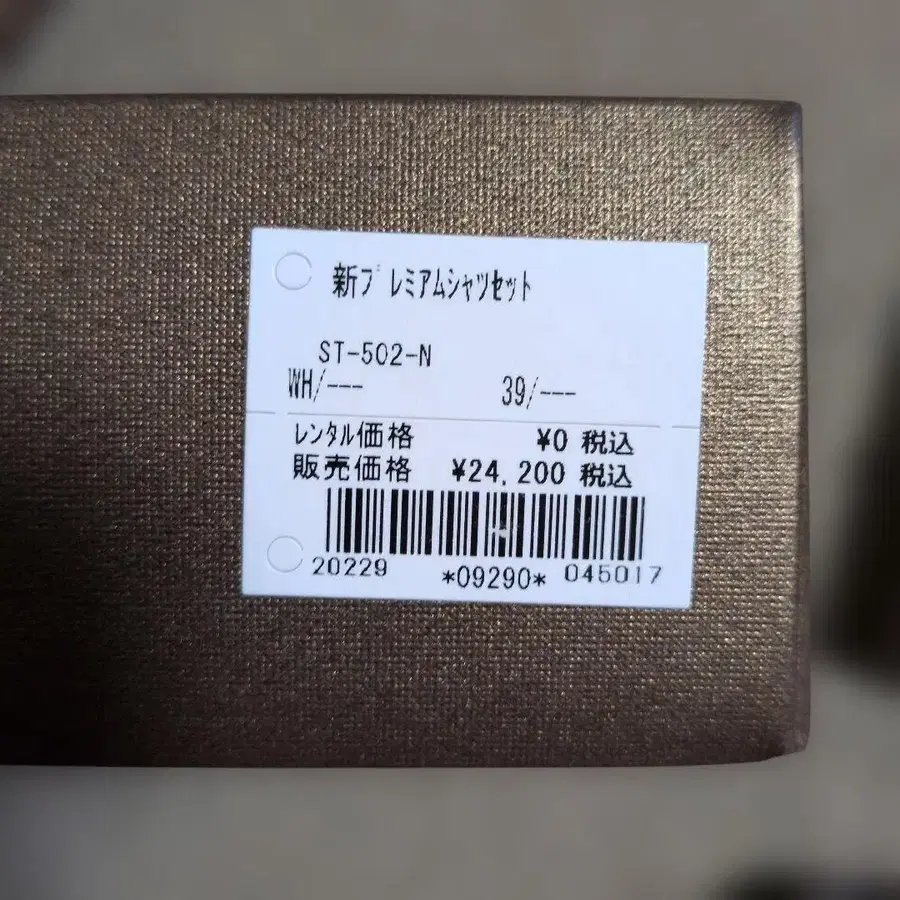 新プレミアムシャツセット
ST-502-N
WH/---    39/---
レンタル価格    ¥0 税込
販売価格    ¥24,200 税込
20229    *09290*    045017